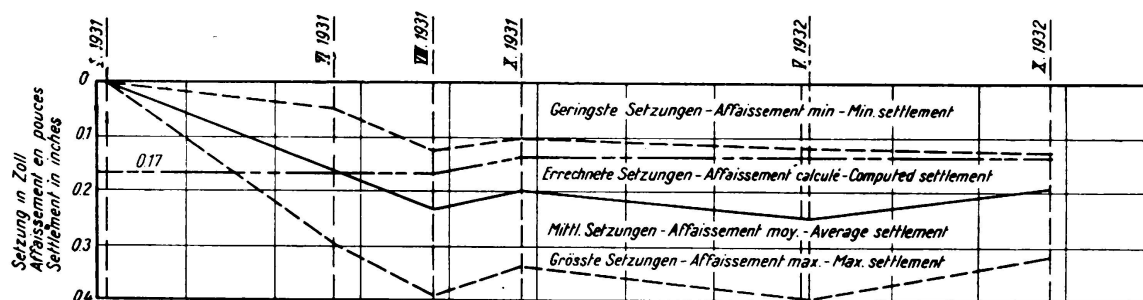 I. 1931
VI. 1931
VIII. 1931
X. 1931
V. 1932
X. 1932
Setzung in Zoll
Affaissement en pouces
Settlement in inches
0
0.1
0.17
0.2
0.3
0.4
Geringste Setzungen - Affaissement min - Min. settlement
Errechnete Setzungen - Affaissement calculé - Computed settlement
Mittl. Setzungen - Affaissement moy. - Average settlement
Grösste Setzungen - Affaissement max. - Max. settlement